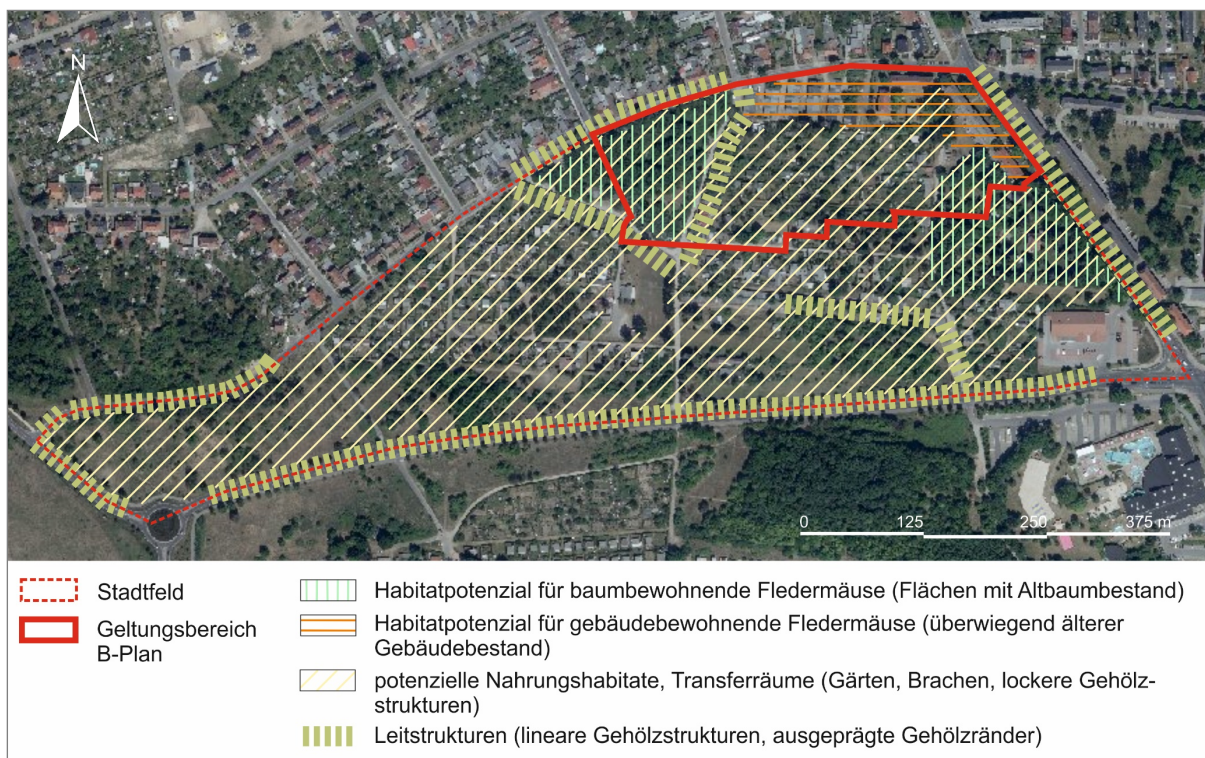 N
0 125 250 375 m
Stadtfeld
Geltungsbereich
B-Plan
Habitatpotenzial für baumbewohnende Fledermäuse (Flächen mit Altbaumbestand)
Habitatpotenzial für gebäudebewohnende Fledermäuse (überwiegend älterer
Gebäudebestand)
potenzielle Nahrungshabitate, Transferräume (Gärten, Brachen, lockere Gehölz-
strukturen)
Leitstrukturen (lineare Gehölzstrukturen, ausgeprägte Gehölzränder)